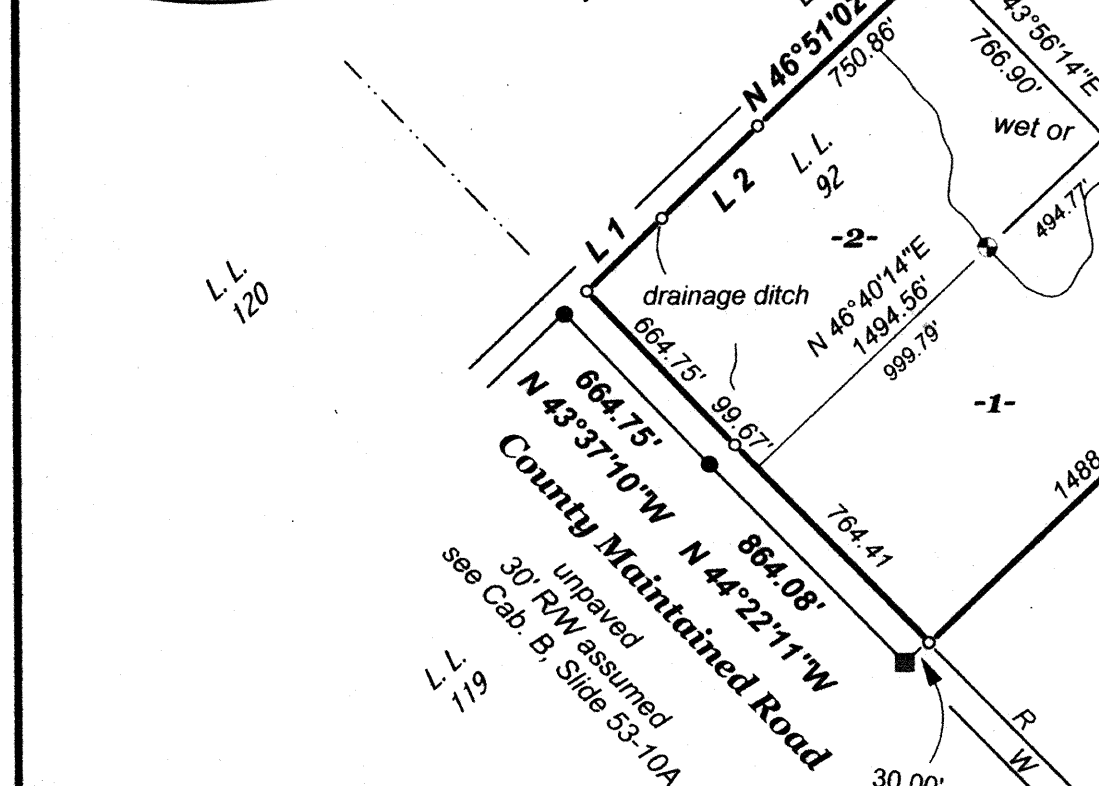 N 46°51'02
750.86'
43°56'14"E
766.90'
wet or
L. L.
92
L 2
L 1
494.77'
-2-
L. L.
120
drainage ditch
N 46°40'14"E
1494.56'
999.79'
664.75'
99.67'
-1-
664.75'
N 43°37'10"W
1488
764.41
864.08'
N 44°22'11"W
County Maintained Road
unpaved
30' R/W assumed
see Cab. B, Slide 53-10A
L. L.
119
R
W
30.00'